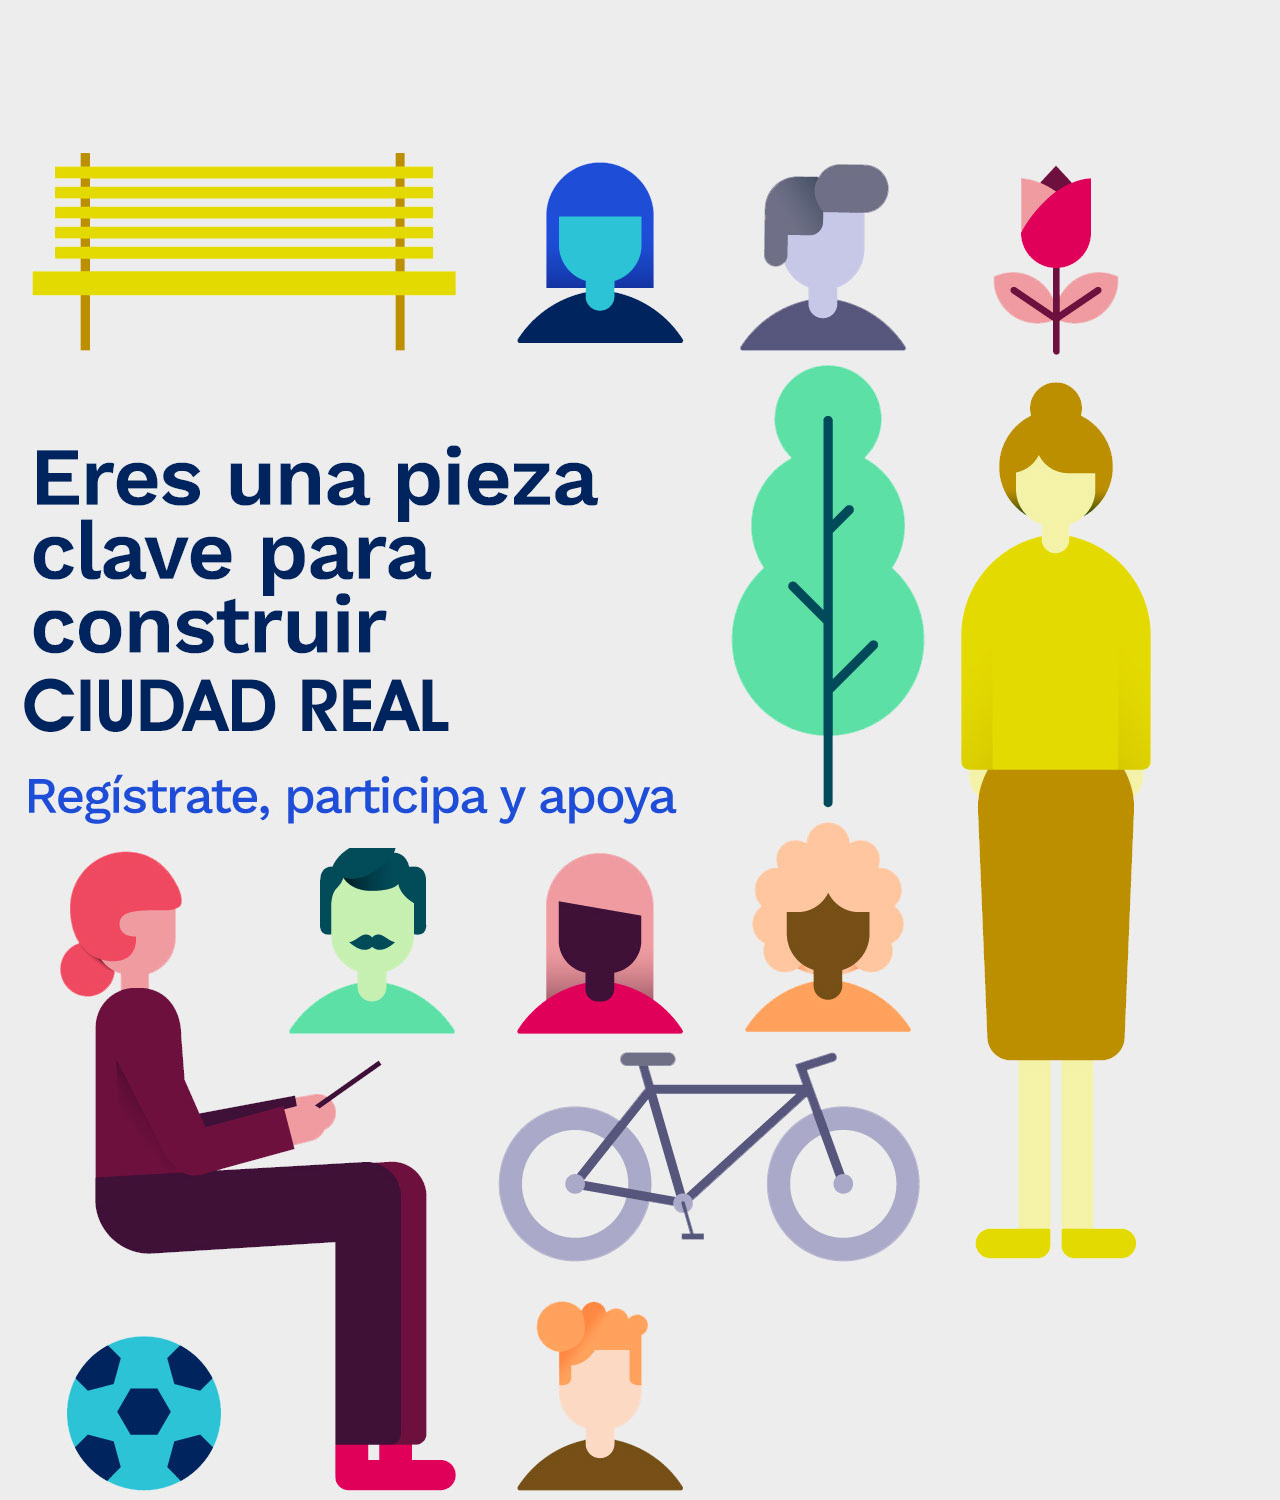 Eres una pieza
clave para
construir
CIUDAD REAL
Regístrate, participa y apoya